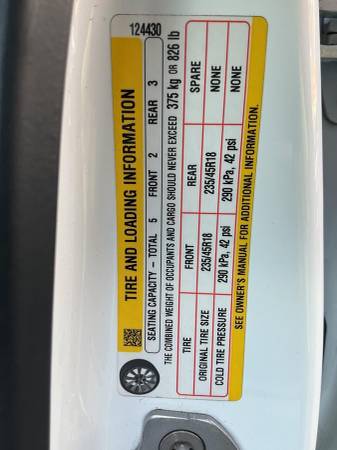 124430
TIRE AND LOADING INFORMATION
SEATING CAPACITY - TOTAL 5 FRONT 2 REAR 3
THE COMBINED WEIGHT OF OCCUPANTS AND CARGO SHOULD NEVER EXCEED 375 kg OR 826 lb
TIRE FRONT REAR SPARE
ORIGINAL TIRE SIZE 235/45R18 235/45R18 NONE
COLD TIRE PRESSURE 290 kPa, 42 psi 290 kPa, 42 psi NONE
SEE OWNER'S MANUAL FOR ADDITIONAL INFORMATION.